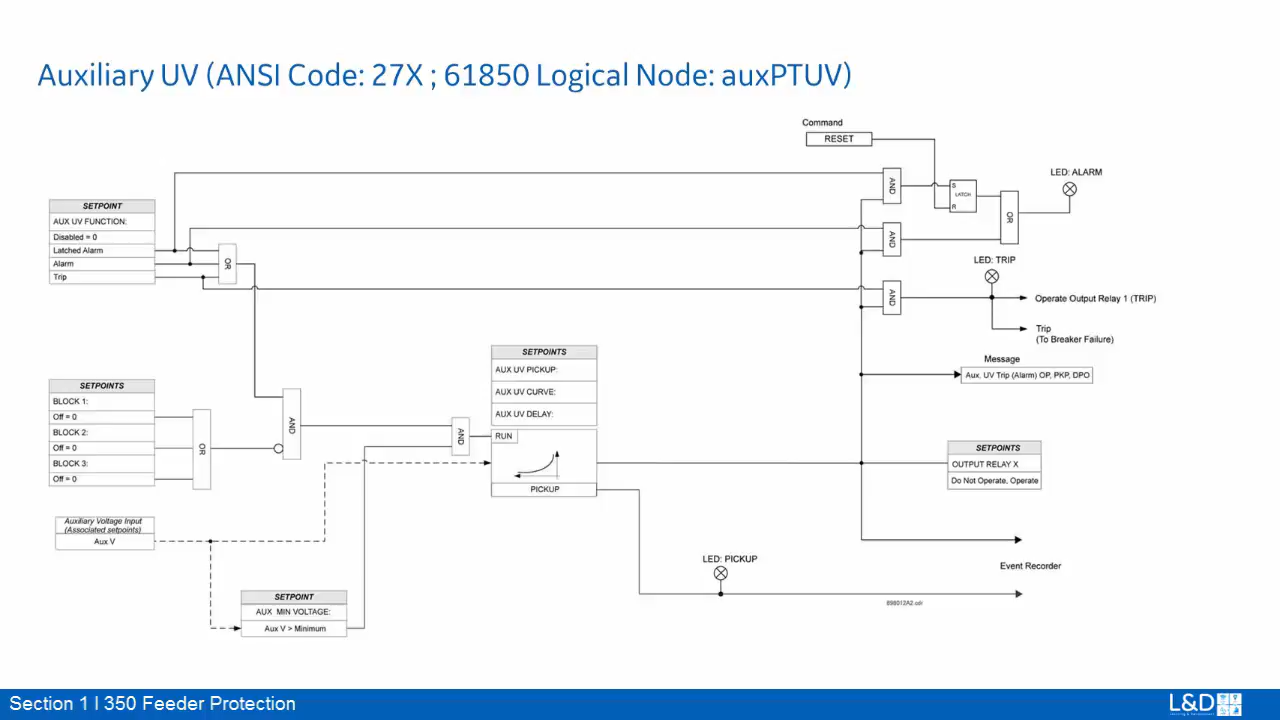 Auxiliary UV (ANSI Code: 27X ; 61850 Logical Node: auxPTUV)
Command
RESET
LED: ALARM
AND
S
LATCH
R
OR
SETPOINT
AUX UV FUNCTION:
Disabled = 0
Latched Alarm
Alarm
Trip
OR
AND
LED: TRIP
AND
Operate Output Relay 1 (TRIP)
Trip
(To Breaker Failure)
Message
Aux, UV Trip (Alarm) OP, PKP, DPO
SETPOINTS
AUX UV PICKUP:
AUX UV CURVE:
AUX UV DELAY:
RUN
PICKUP
SETPOINTS
BLOCK 1:
Off = 0
BLOCK 2:
Off = 0
BLOCK 3:
Off = 0
OR
AND
AND
SETPOINTS
OUTPUT RELAY X
Do Not Operate, Operate
Auxiliary Voltage Input
(Associated setpoints)
Aux V
SETPOINT
AUX MIN VOLTAGE:
Aux V > Minimum
LED: PICKUP
Event Recorder
898012A2.cdr
Section 1 I 350 Feeder Protection
L&D